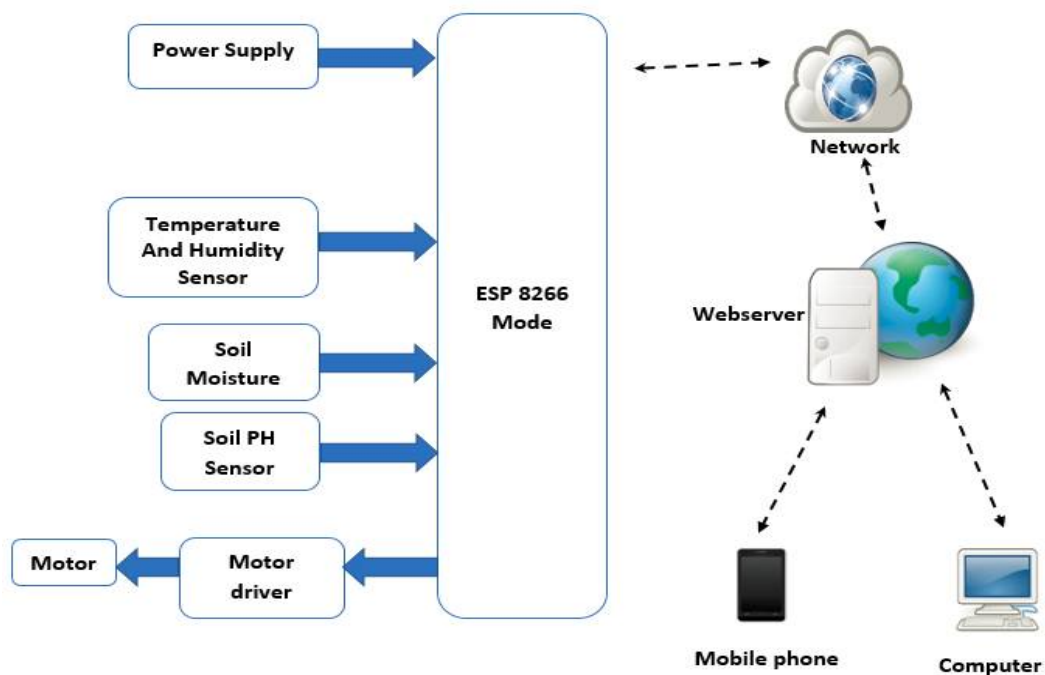 Power Supply
Temperature
And Humidity
Sensor
Soil
Moisture
Soil PH
Sensor
Motor
Motor
driver
ESP 8266
Mode
Network
Webserver
Mobile phone
Computer